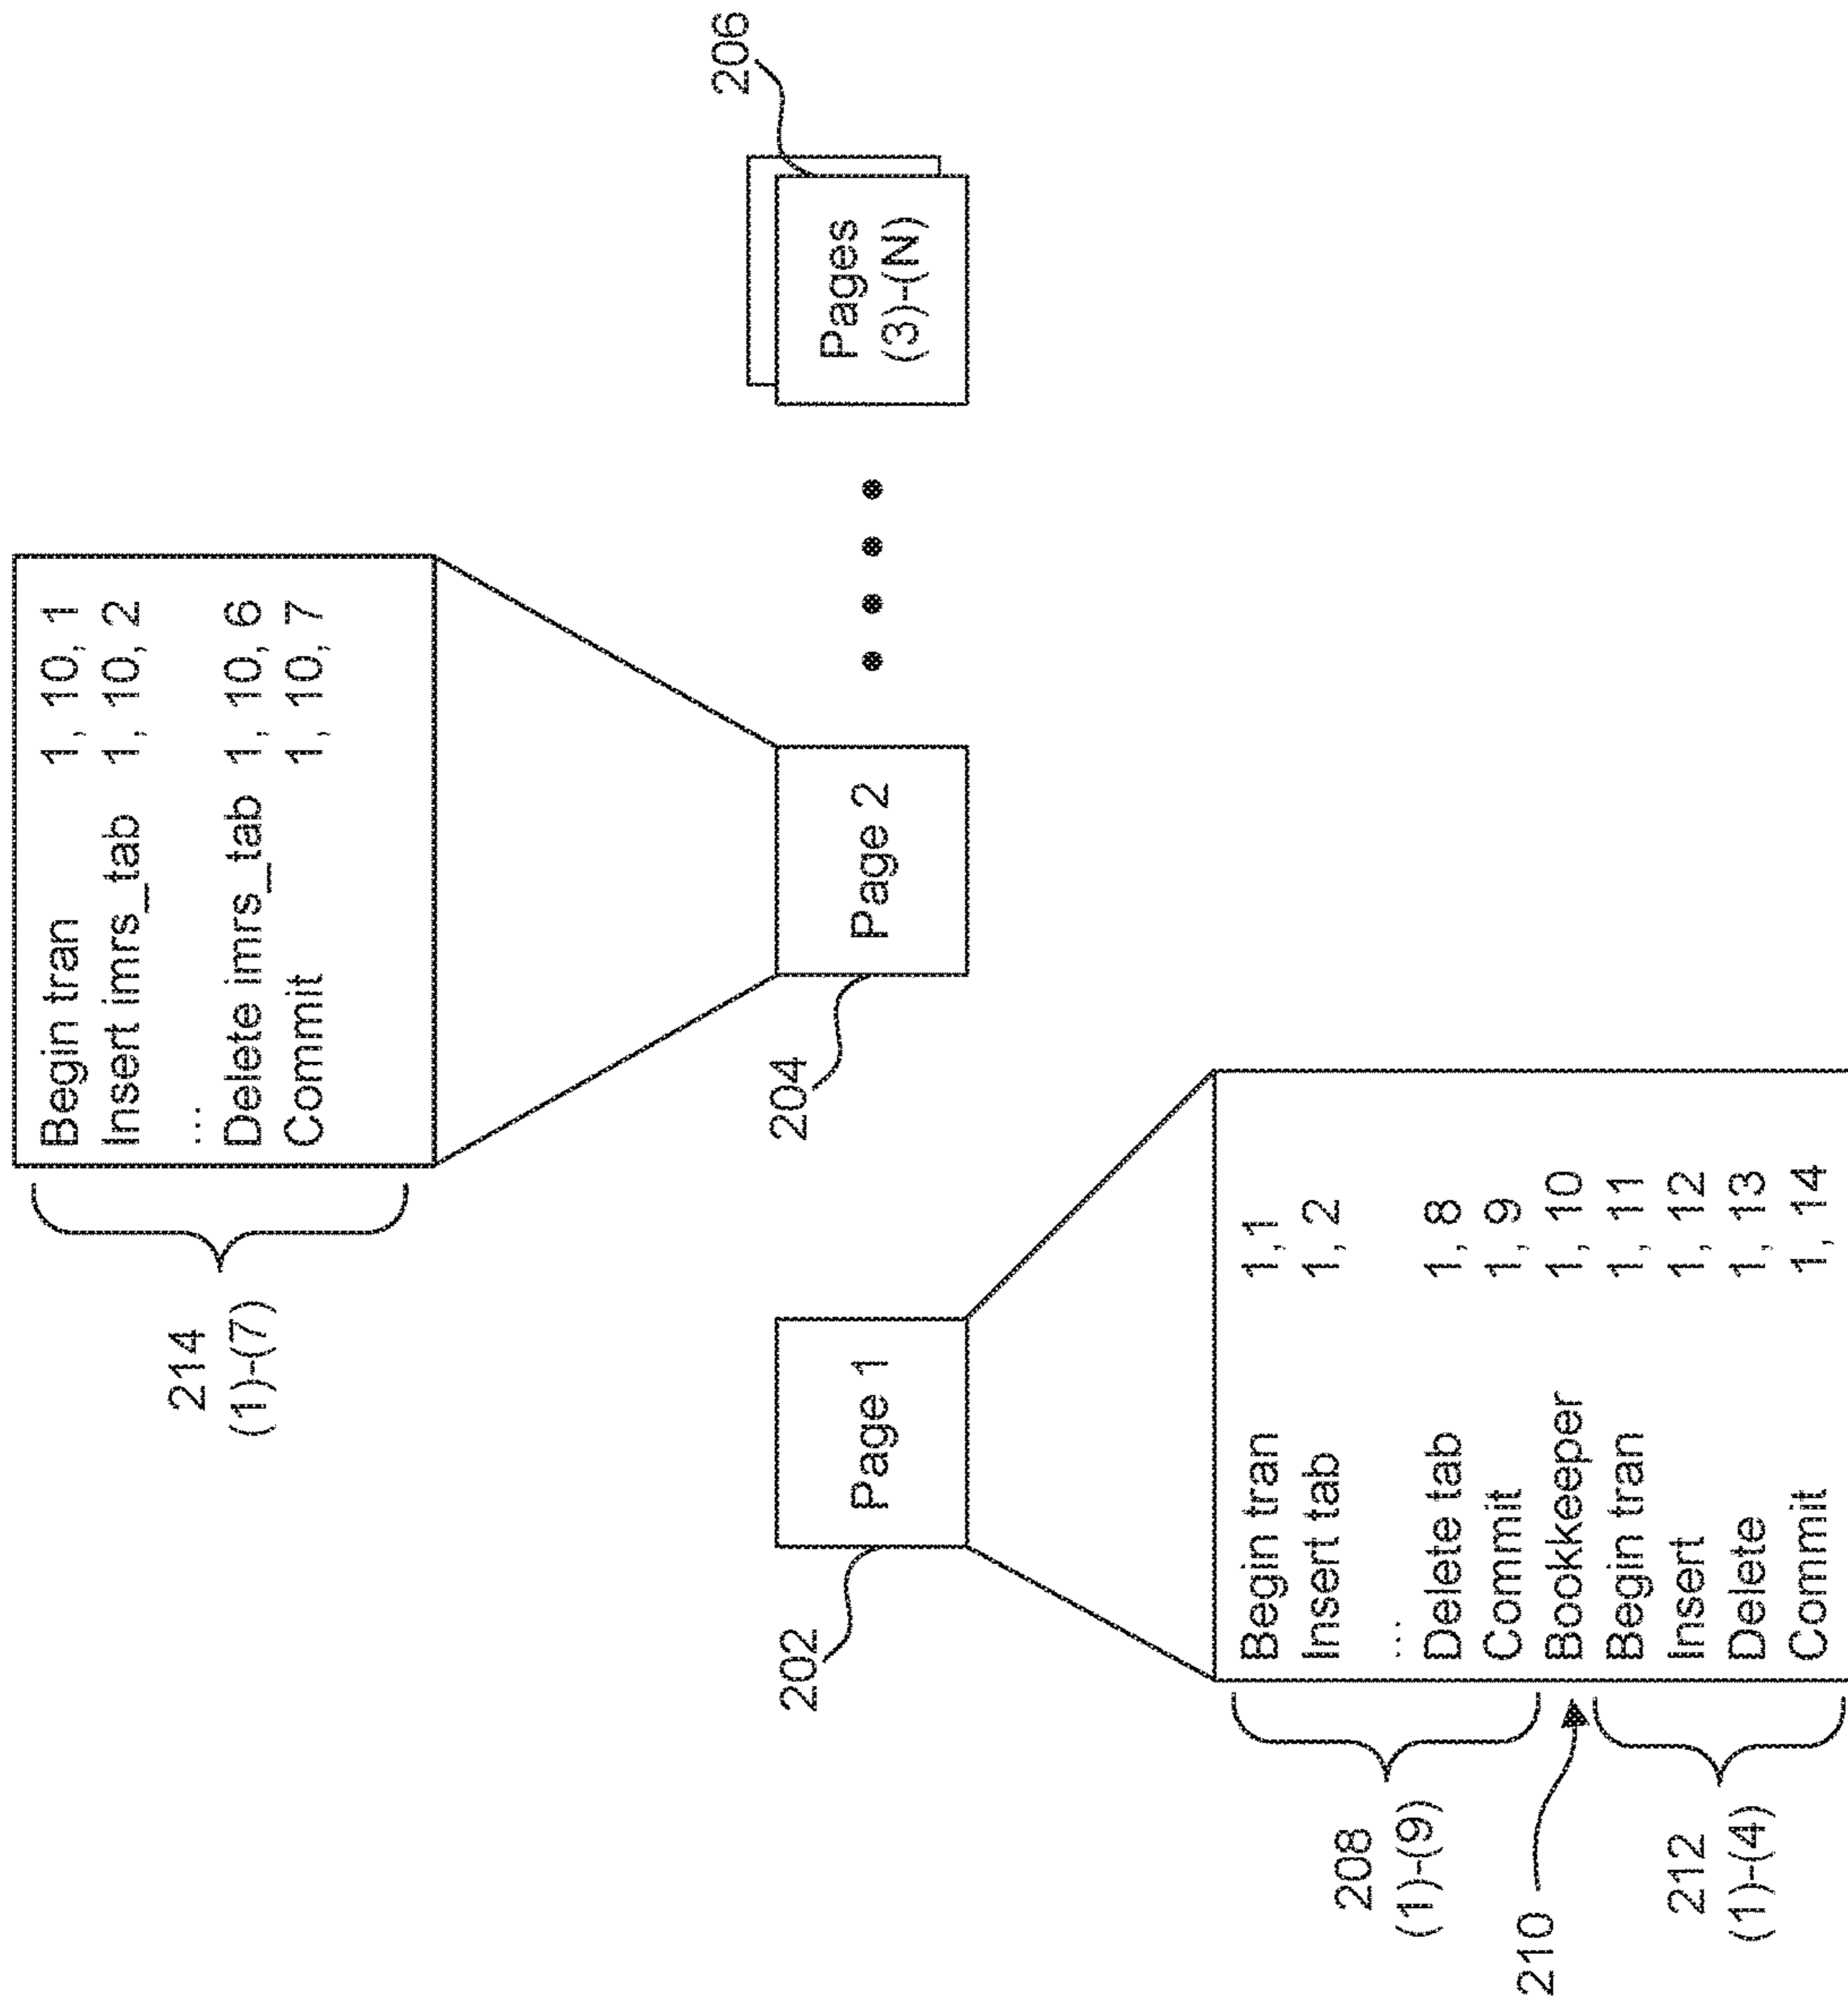 214
(1)-(7)
Begin tran 1, 10, 1
Insert imrs_tab 1, 10, 2
...
Delete imrs_tab 1, 10, 6
Commit 1, 10, 7
202
Page 1
204
Page 2
Pages
(3)-(N)
206
208
(1)-(9)
210
212
(1)-(4)
Begin tran 1,1
Insert tab 1, 2
...
Delete tab 1, 8
Commit 1, 9
Bookkeeper 1, 10
Begin tran 1, 11
Insert 1, 12
Delete 1, 13
Commit 1, 14